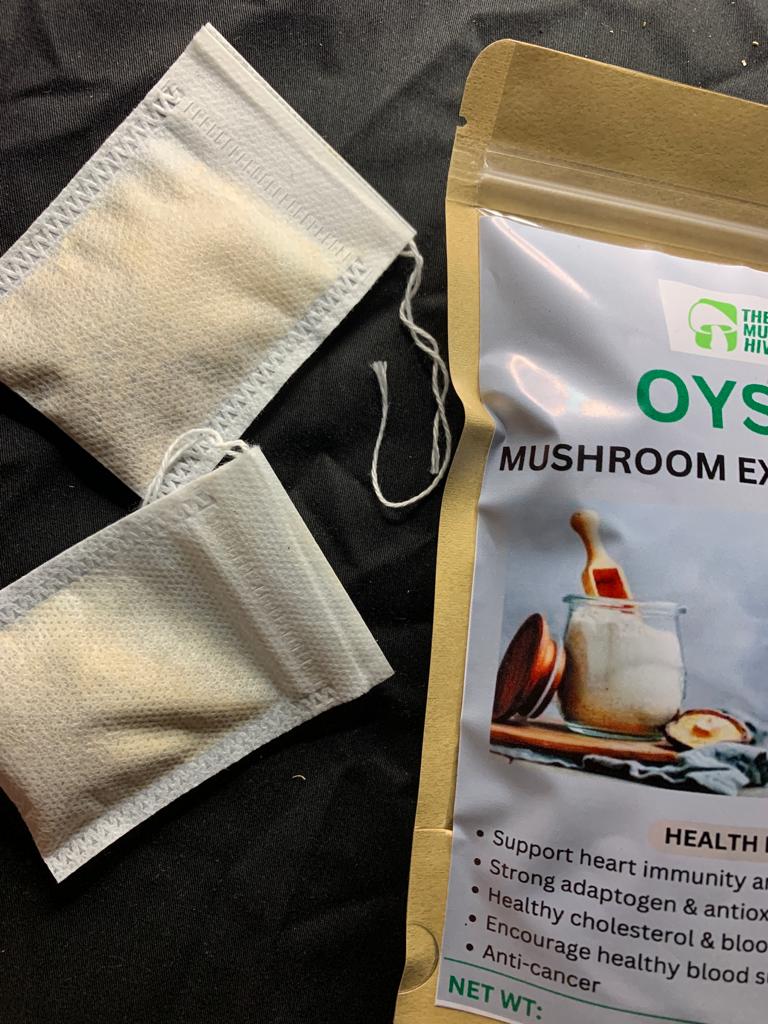 THE
MU
HIV
OYS
MUSHROOM EX
HEALTH
• Support heart immunity a
• Strong adaptogen & antiox
• Healthy cholesterol & bloo
• Encourage healthy blood s
• Anti-cancer
NET WT: